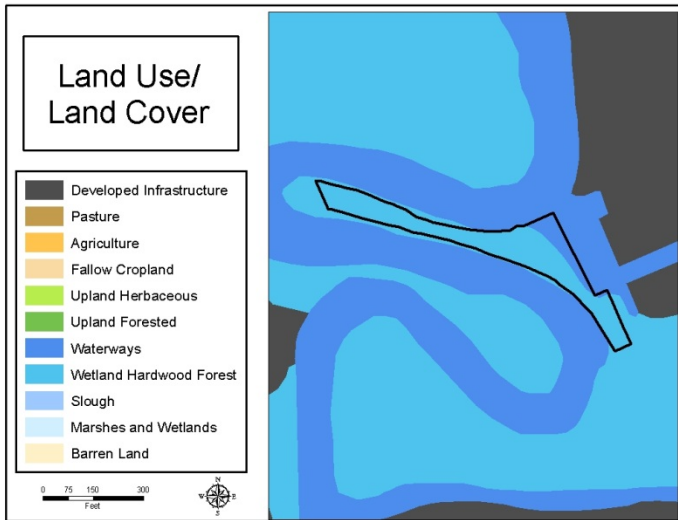 Land Use/
Land Cover
Developed Infrastructure
Pasture
Agriculture
Fallow Cropland
Upland Herbaceous
Upland Forested
Waterways
Wetland Hardwood Forest
Slough
Marshes and Wetlands
Barren Land
0 75 150 300
Feet
N
W E
S